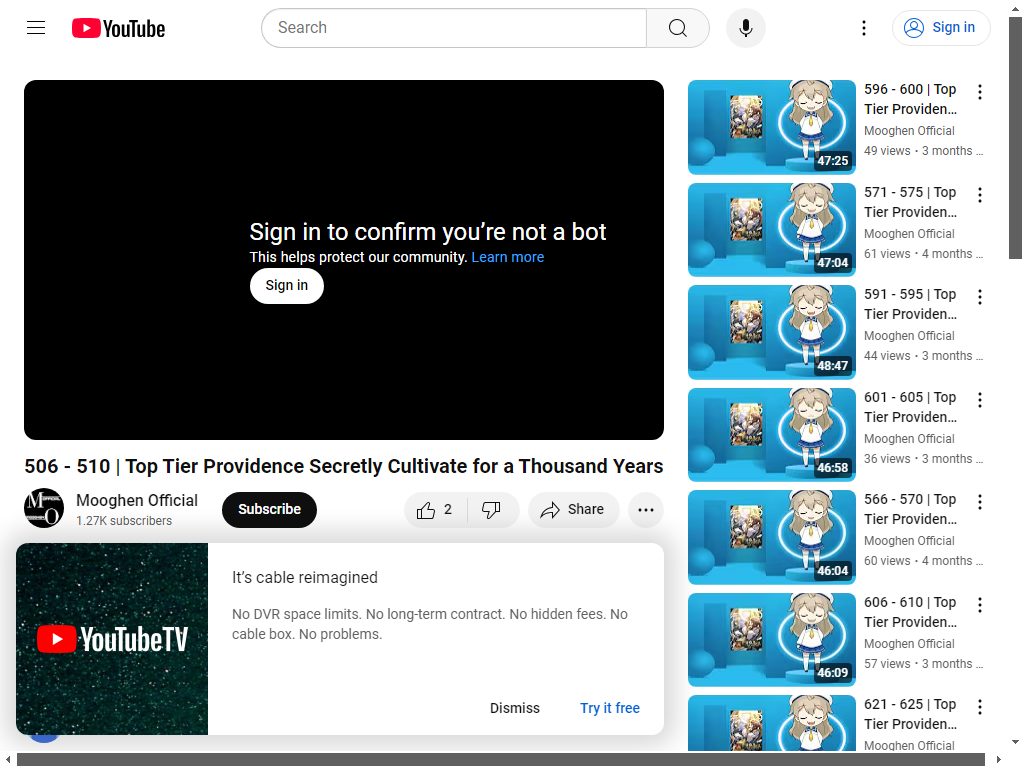 YouTube
Search
Sign in
Sign in to confirm you’re not a bot
This helps protect our community. Learn more
Sign in
506 - 510 | Top Tier Providence Secretly Cultivate for a Thousand Years
Mooghen Official
1.27K subscribers
Subscribe
2
Share
It’s cable reimagined
No DVR space limits. No long-term contract. No hidden fees. No
cable box. No problems.
YouTubeTV
Dismiss
Try it free
596 - 600 | Top
Tier Providen...
Mooghen Official
49 views • 3 months ...
47:25
571 - 575 | Top
Tier Providen...
Mooghen Official
61 views • 4 months ...
47:04
591 - 595 | Top
Tier Providen...
Mooghen Official
44 views • 3 months ...
48:47
601 - 605 | Top
Tier Providen...
Mooghen Official
36 views • 3 months ...
46:58
566 - 570 | Top
Tier Providen...
Mooghen Official
60 views • 4 months ...
46:04
606 - 610 | Top
Tier Providen...
Mooghen Official
57 views • 3 months ...
46:09
621 - 625 | Top
Tier Providen...
Mooghen Official